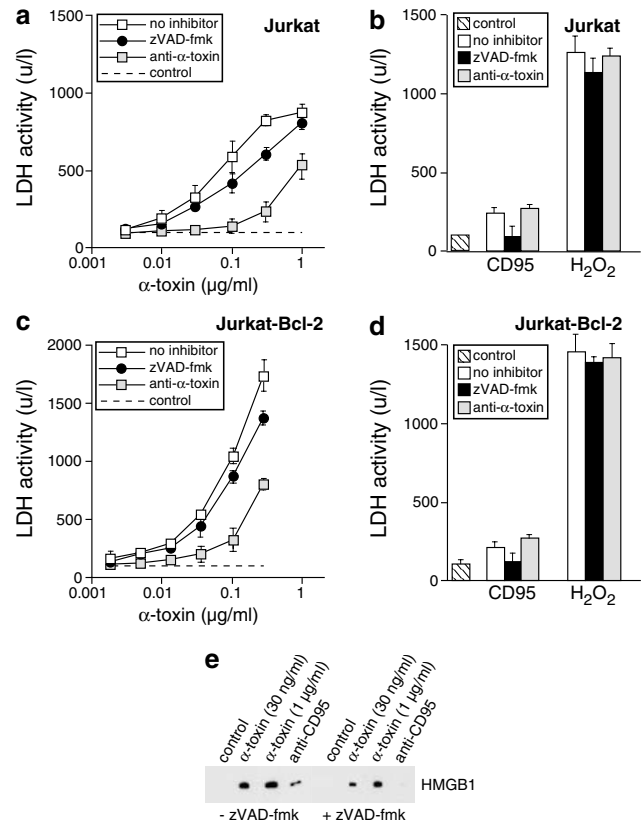 a
Jurkat
LDH activity (u/l)
1500
1000
500
100
0
no inhibitor
zVAD-fmk
anti-α-toxin
control
0.001
0.01
0.1
1
α-toxin (µg/ml)
b
Jurkat
LDH activity (u/l)
1500
1000
500
0
control
no inhibitor
zVAD-fmk
anti-α-toxin
CD95
H₂O₂
c
Jurkat-Bcl-2
LDH activity (u/l)
2000
1500
1000
500
100
0
no inhibitor
zVAD-fmk
anti-α-toxin
control
0.001
0.01
0.1
1
α-toxin (µg/ml)
d
Jurkat-Bcl-2
LDH activity (u/l)
1500
1000
500
0
control
no inhibitor
zVAD-fmk
anti-α-toxin
CD95
H₂O₂
e
control
α-toxin (30 ng/ml)
α-toxin (1 µg/ml)
anti-CD95
control
α-toxin (30 ng/ml)
α-toxin (1 µg/ml)
anti-CD95
HMGB1
- zVAD-fmk
+ zVAD-fmk